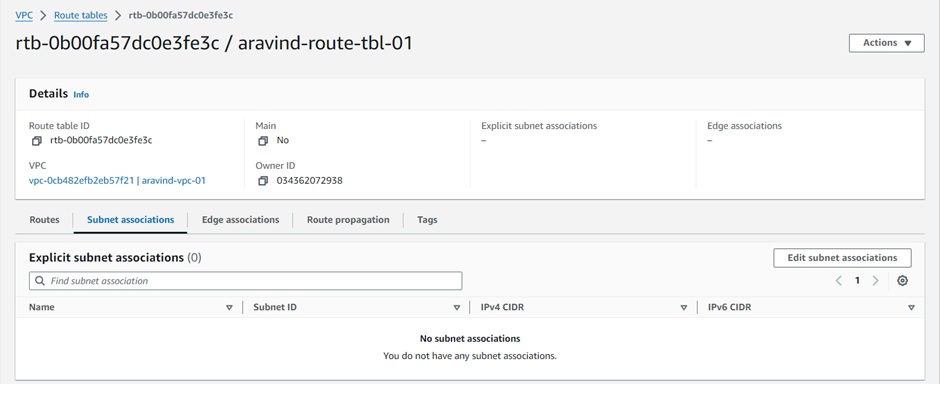 VPC > Route tables > rtb-0b00fa57dc0e3fe3c
rtb-0b00fa57dc0e3fe3c / aravind-route-tbl-01
Actions
Details Info
Route table ID Main Explicit subnet associations Edge associations
rtb-0b00fa57dc0e3fe3c No – –
VPC Owner ID
vpc-0cb482efb2eb57f21 | aravind-vpc-01 034362072938
Routes Subnet associations Edge associations Route propagation Tags
Explicit subnet associations (0) Edit subnet associations
Find subnet association 1
Name Subnet ID IPv4 CIDR IPv6 CIDR
No subnet associations
You do not have any subnet associations.